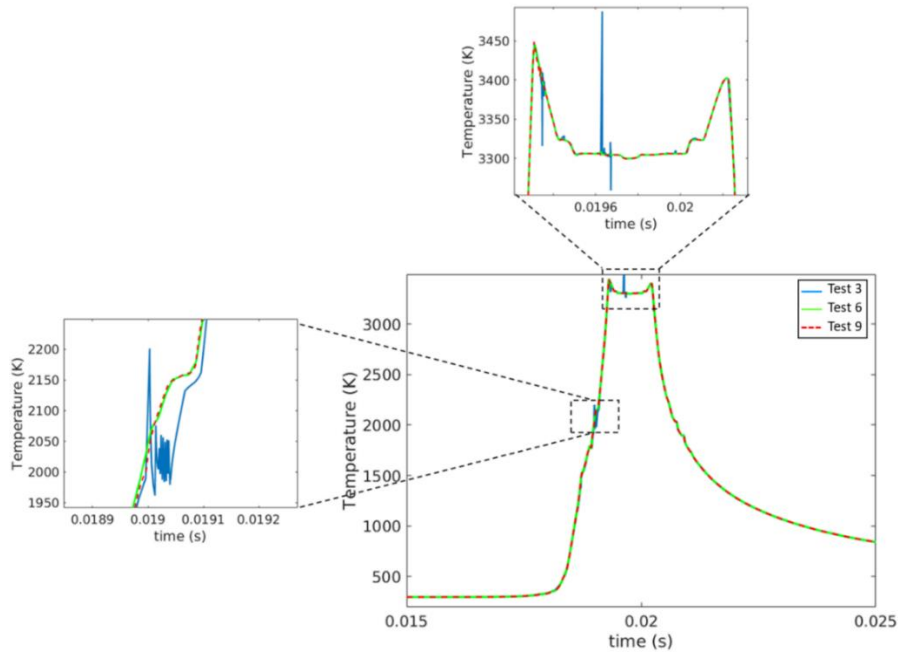 3450
3400
3350
3300
Temperature (K)
0.0196
0.02
time (s)
2200
2150
2100
2050
2000
1950
Temperature (K)
0.0189
0.019
0.0191
0.0192
time (s)
3000
2500
2000
1500
1000
500
Temperature (K)
Test 3
Test 6
Test 9
0.015
0.02
0.025
time (s)